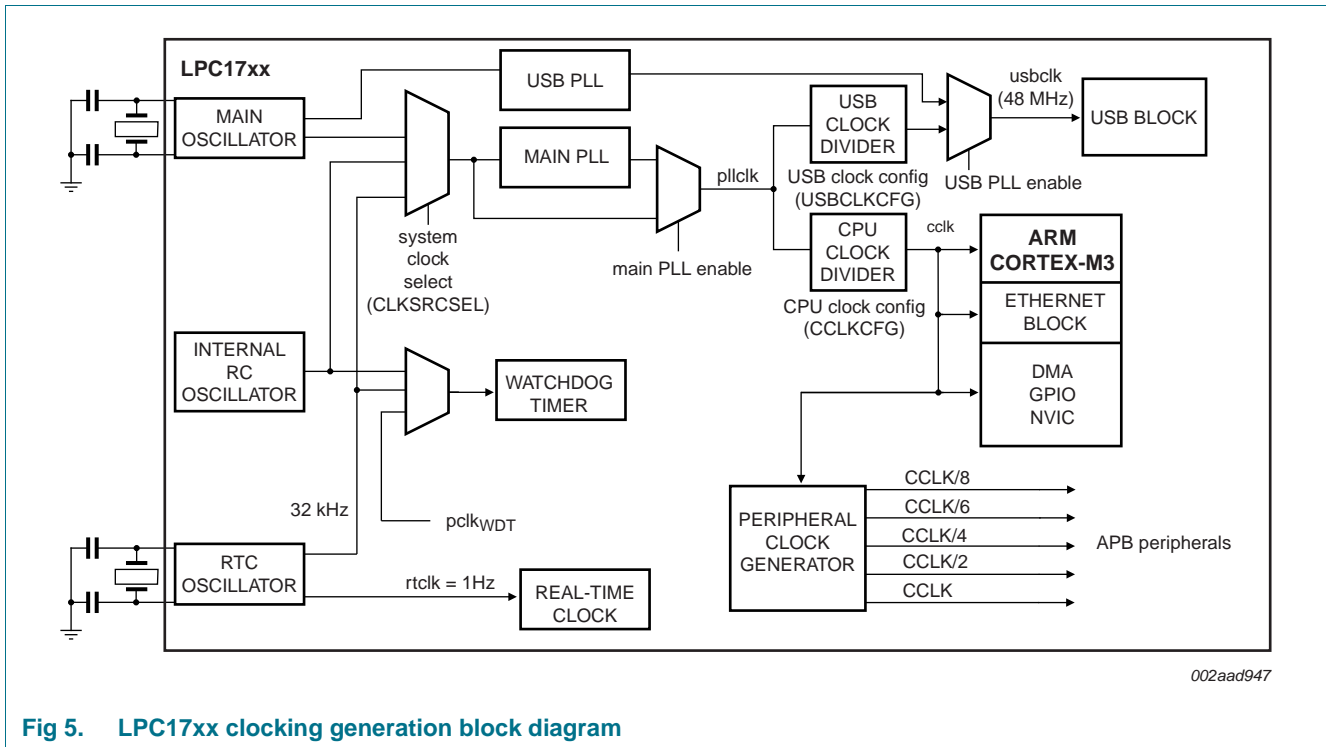 LPC17xx
MAIN
OSCILLATOR
USB PLL
MAIN PLL
system
clock
select
(CLKSRCSEL)
main PLL enable
pllclk
USB
CLOCK
DIVIDER
USB clock config
(USBCLKCFG)
usbclk
(48 MHz)
USB BLOCK
USB PLL enable
CPU
CLOCK
DIVIDER
CPU clock config
(CCLKCFG)
cclk
ARM
CORTEX-M3
ETHERNET
BLOCK
DMA
GPIO
NVIC
INTERNAL
RC
OSCILLATOR
WATCHDOG
TIMER
32 kHz
pclkWDT
RTC
OSCILLATOR
rtclk = 1Hz
REAL-TIME
CLOCK
PERIPHERAL
CLOCK
GENERATOR
CCLK/8
CCLK/6
CCLK/4
CCLK/2
CCLK
APB peripherals
002aad947
Fig 5. LPC17xx clocking generation block diagram